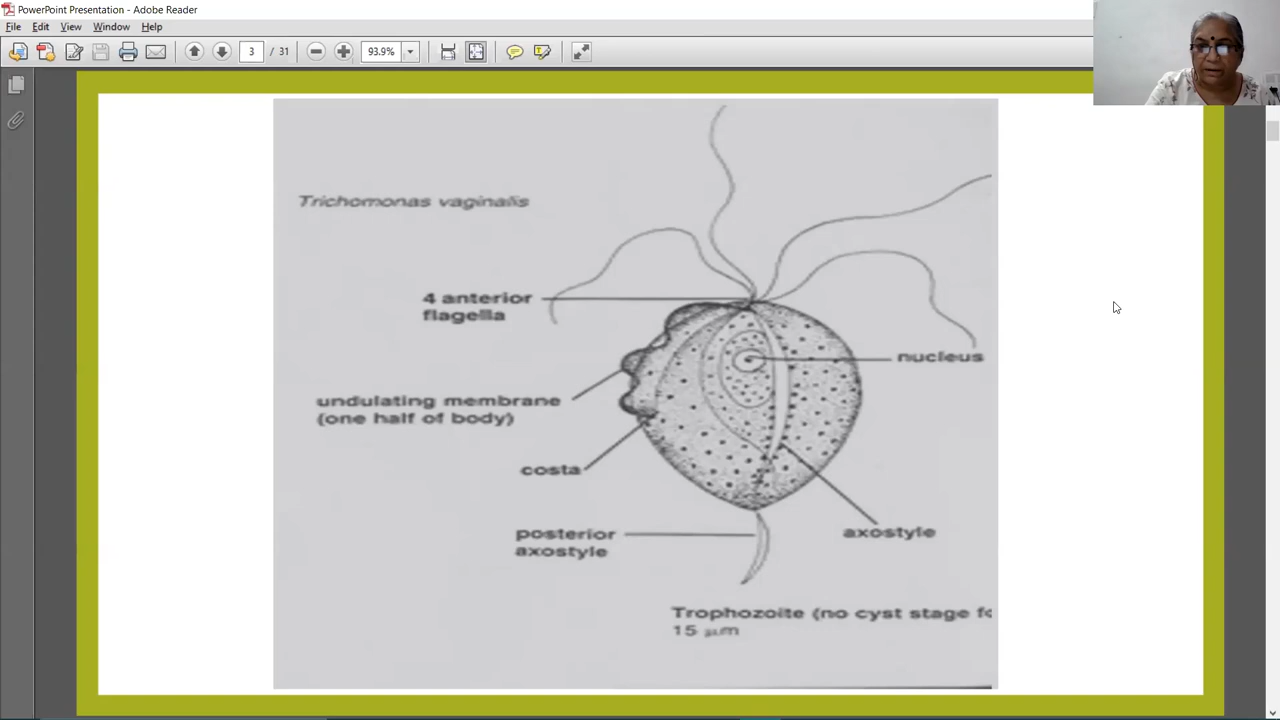 PowerPoint Presentation - Adobe Reader
File Edit View Window Help
3 / 31 93.9%
Trichomonas vaginalis
4 anterior
flagella
nucleus
undulating membrane
(one half of body)
costa
posterior
axostyle
axostyle
Trophozoite (no cyst stage fo
15 μm